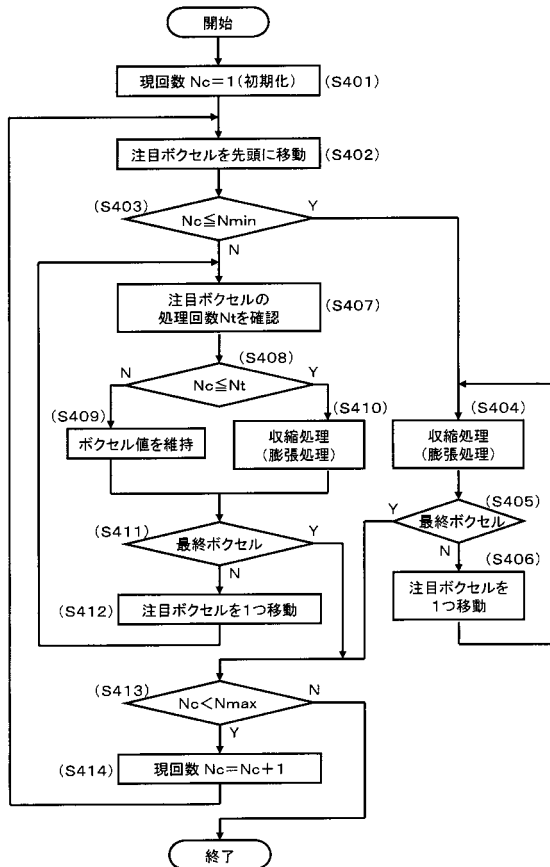 開始
現回数 Nc=1(初期化)
(S401)
注目ボクセルを先頭に移動
(S402)
(S403)
Nc≦Nmin
Y
N
注目ボクセルの
処理回数Ntを確認
(S407)
(S408)
N
Nc≦Nt
Y
(S409)
ボクセル値を維持
(S410)
収縮処理
(膨張処理)
(S404)
収縮処理
(膨張処理)
(S405)
Y
最終ボクセル
N
(S406)
注目ボクセルを
1つ移動
(S411)
最終ボクセル
Y
N
(S412)
注目ボクセルを1つ移動
(S413)
Nc<Nmax
N
Y
(S414)
現回数 Nc=Nc+1
終了